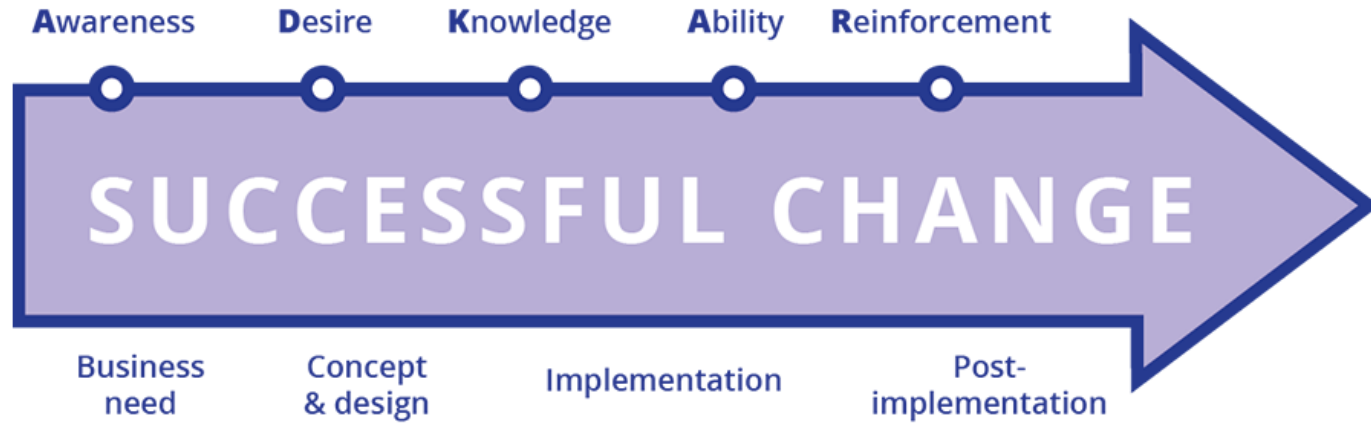 Awareness Desire Knowledge Ability Reinforcement
SUCCESSFUL CHANGE
Business
need
Concept
& design
Implementation
Post-
implementation